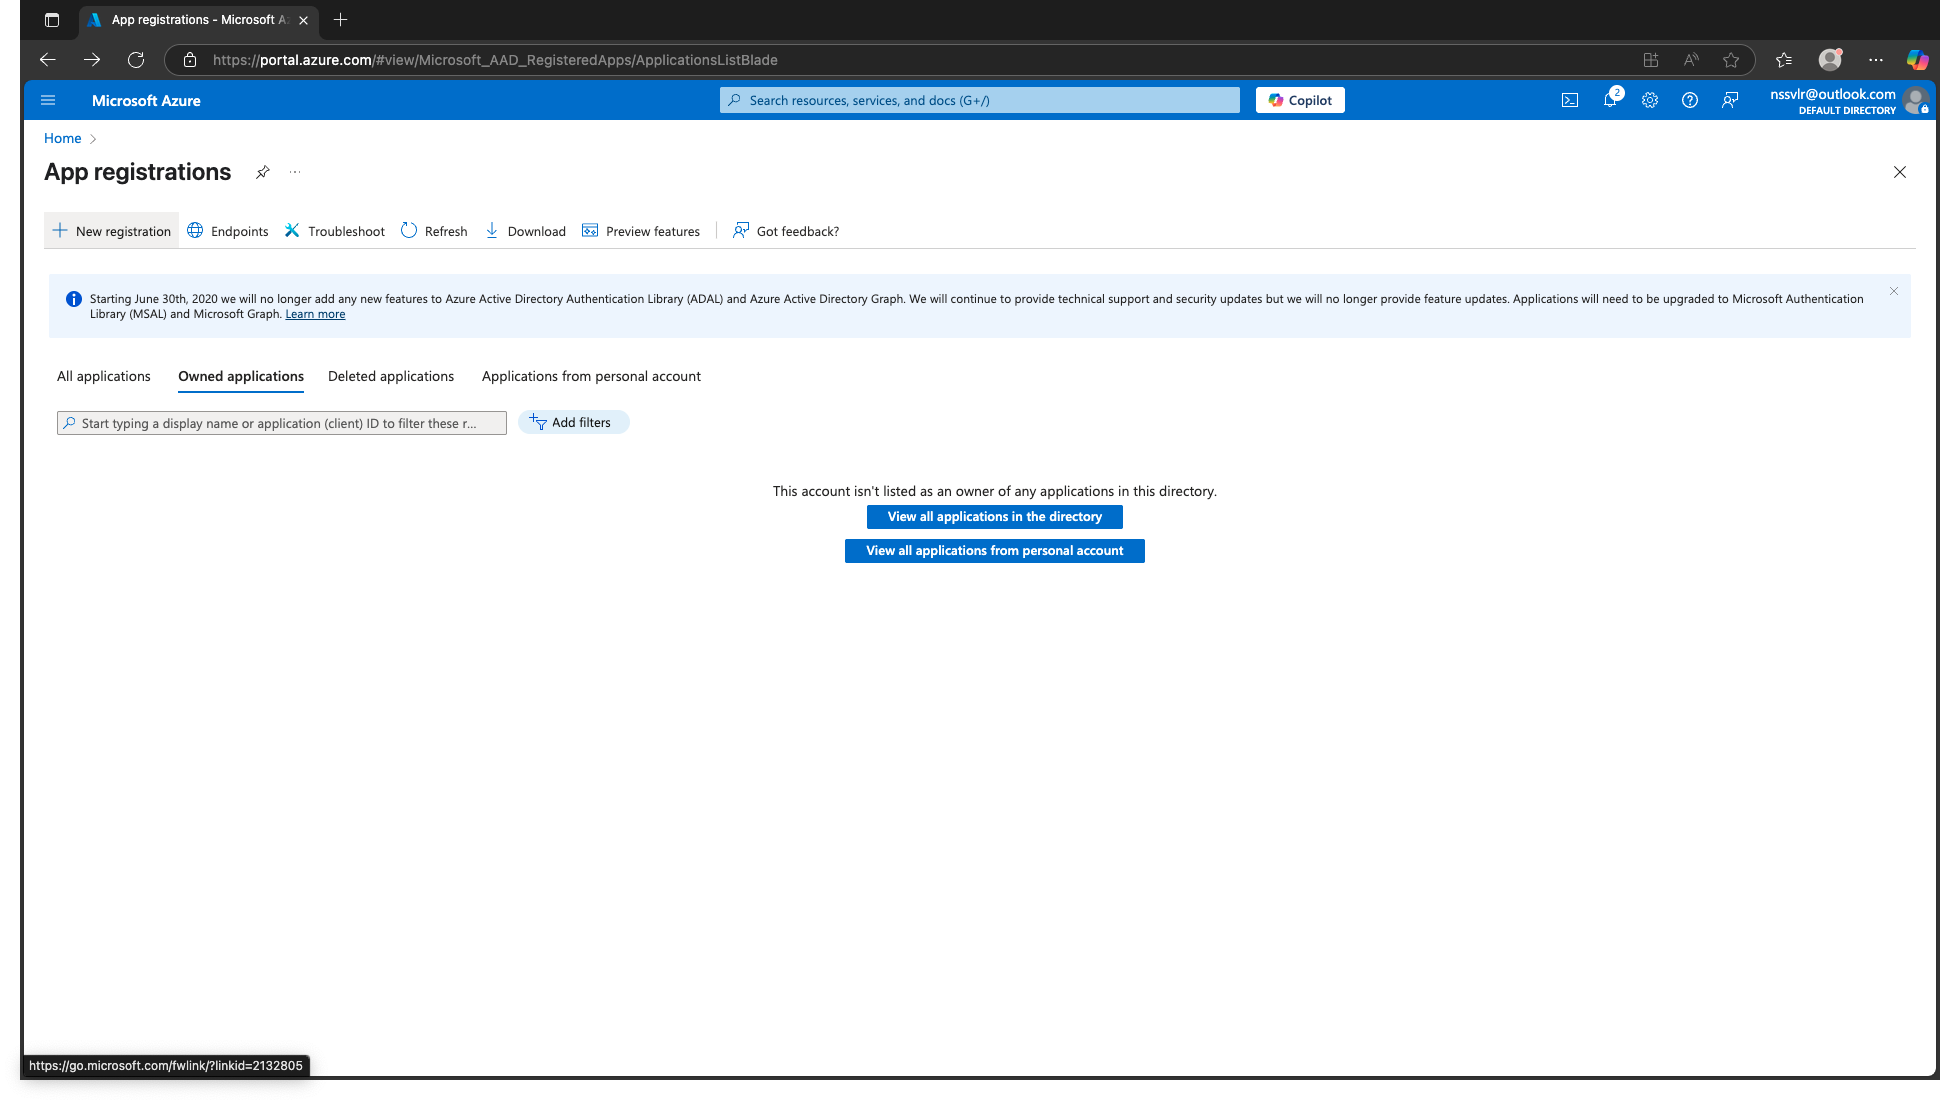 App registrations - Microsoft A
https://portal.azure.com/#view/Microsoft_AAD_RegisteredApps/ApplicationsListBlade
Microsoft Azure
Search resources, services, and docs (G+/)
Copilot
2
nssvlr@outlook.com
DEFAULT DIRECTORY
Home
App registrations
New registration
Endpoints
Troubleshoot
Refresh
Download
Preview features
Got feedback?
Starting June 30th, 2020 we will no longer add any new features to Azure Active Directory Authentication Library (ADAL) and Azure Active Directory Graph. We will continue to provide technical support and security updates but we will no longer provide feature updates. Applications will need to be upgraded to Microsoft Authentication
Library (MSAL) and Microsoft Graph. Learn more
All applications
Owned applications
Deleted applications
Applications from personal account
Start typing a display name or application (client) ID to filter these r...
Add filters
This account isn't listed as an owner of any applications in this directory.
View all applications in the directory
View all applications from personal account
https://go.microsoft.com/fwlink/?linkid=2132805